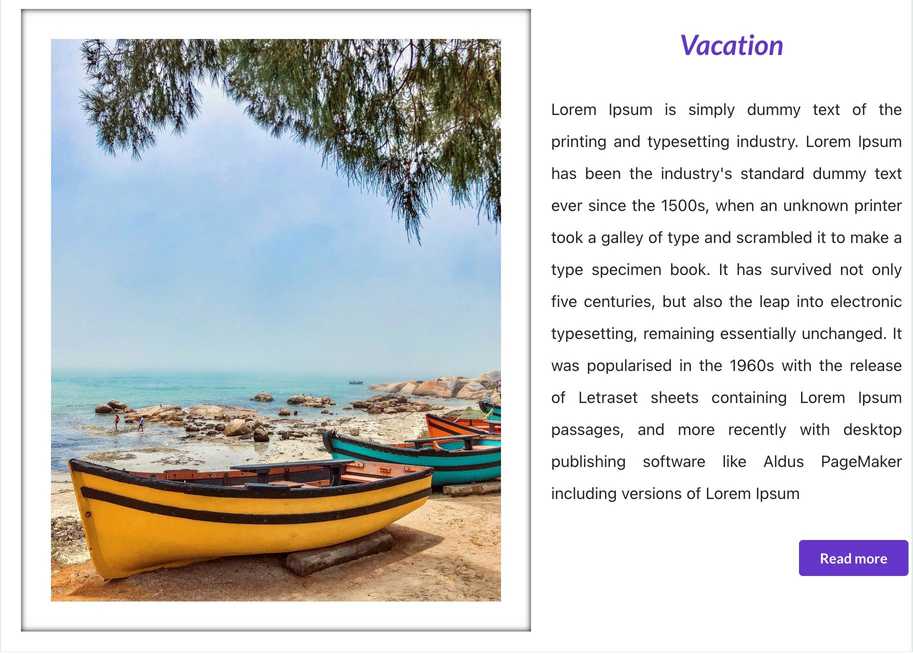 Vacation
Lorem Ipsum is simply dummy text of the
printing and typesetting industry. Lorem Ipsum
has been the industry's standard dummy text
ever since the 1500s, when an unknown printer
took a galley of type and scrambled it to make a
type specimen book. It has survived not only
five centuries, but also the leap into electronic
typesetting, remaining essentially unchanged. It
was popularised in the 1960s with the release
of Letraset sheets containing Lorem Ipsum
passages, and more recently with desktop
publishing software like Aldus PageMaker
including versions of Lorem Ipsum
Read more